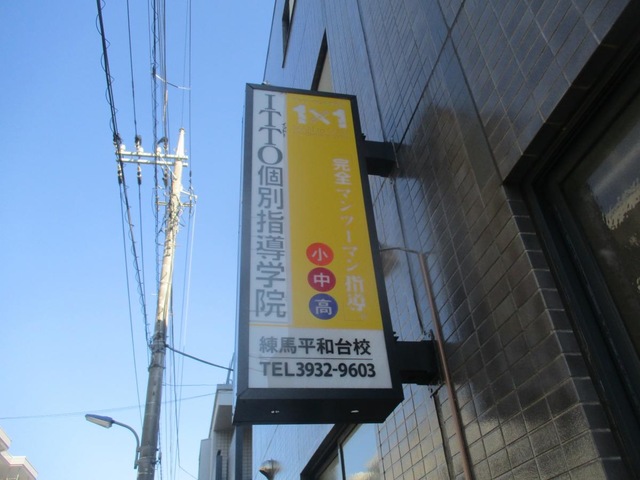 ITTO個別指導学院
1×1
完全マンツーマン指導
小
中
高
練馬平和台校
TEL3932-9603